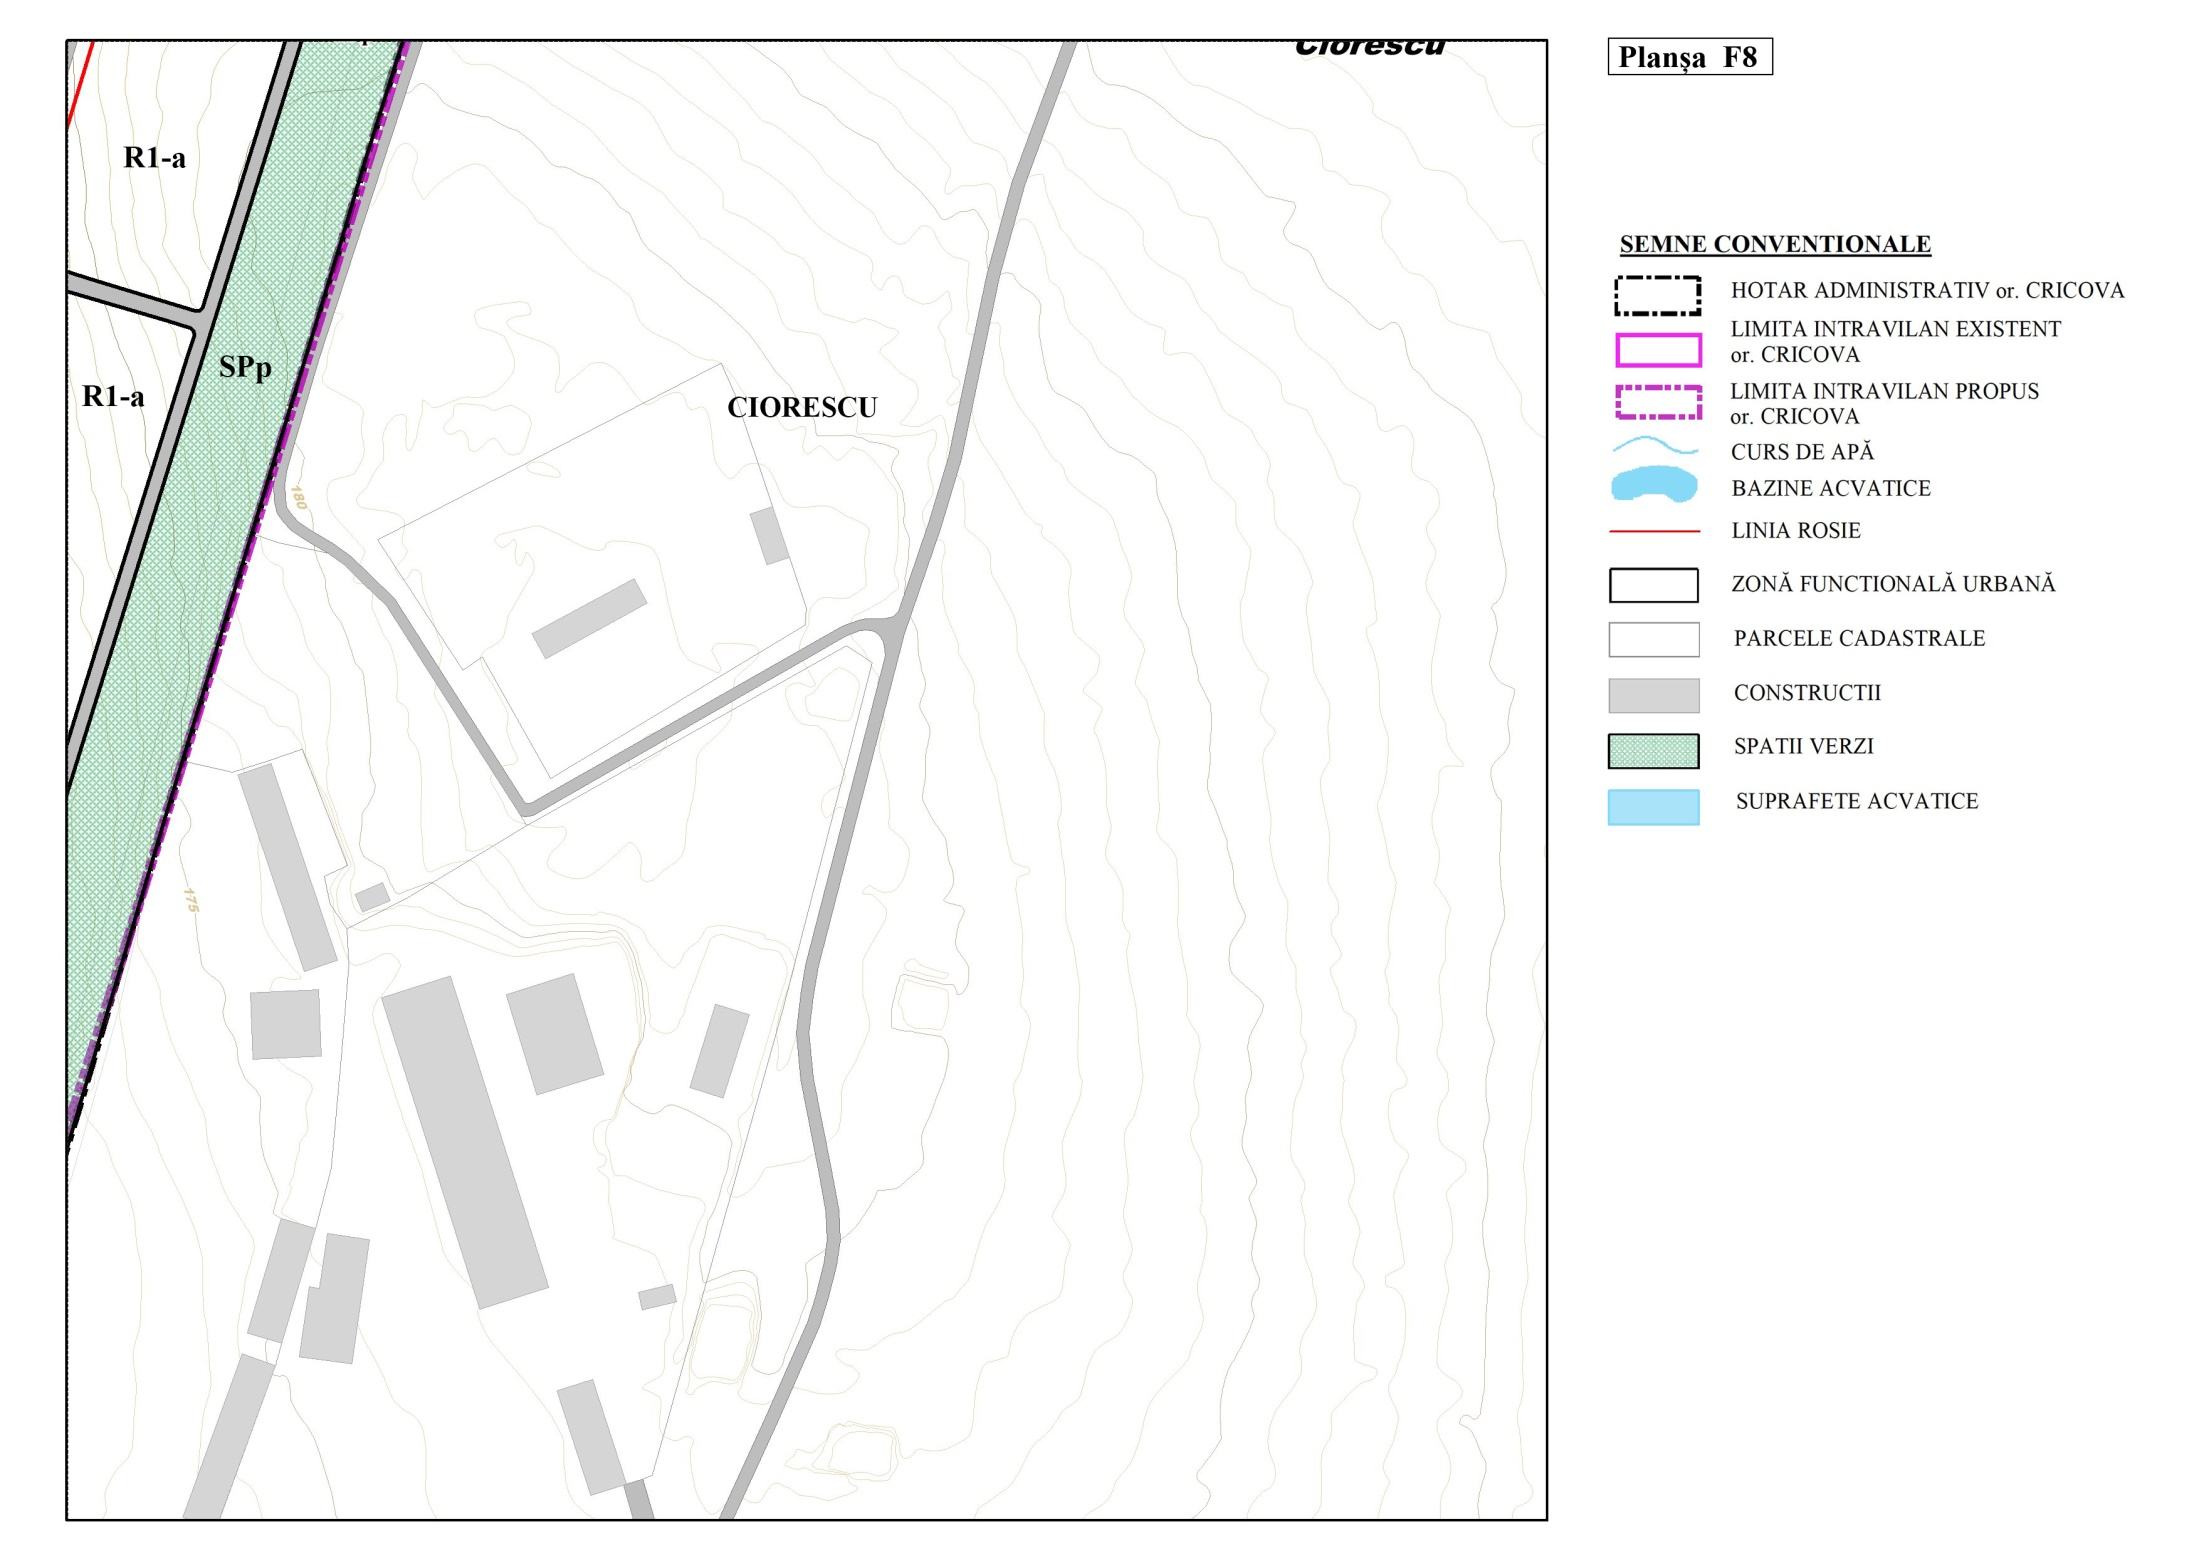 Ciorescu
Planșa F8
R1-a
SEMNE CONVENTIONALE
HOTAR ADMINISTRATIV or. CRICOVA
LIMITA INTRAVILAN EXISTENT
or. CRICOVA
SPp
R1-a
CIORESCU
LIMITA INTRAVILAN PROPUS
or. CRICOVA
CURS DE APĂ
BAZINE ACVATICE
180
LINIA ROSIE
ZONĂ FUNCTIONALĂ URBANĂ
PARCELE CADASTRALE
CONSTRUCTII
SPATII VERZI
SUPRAFETE ACVATICE
175